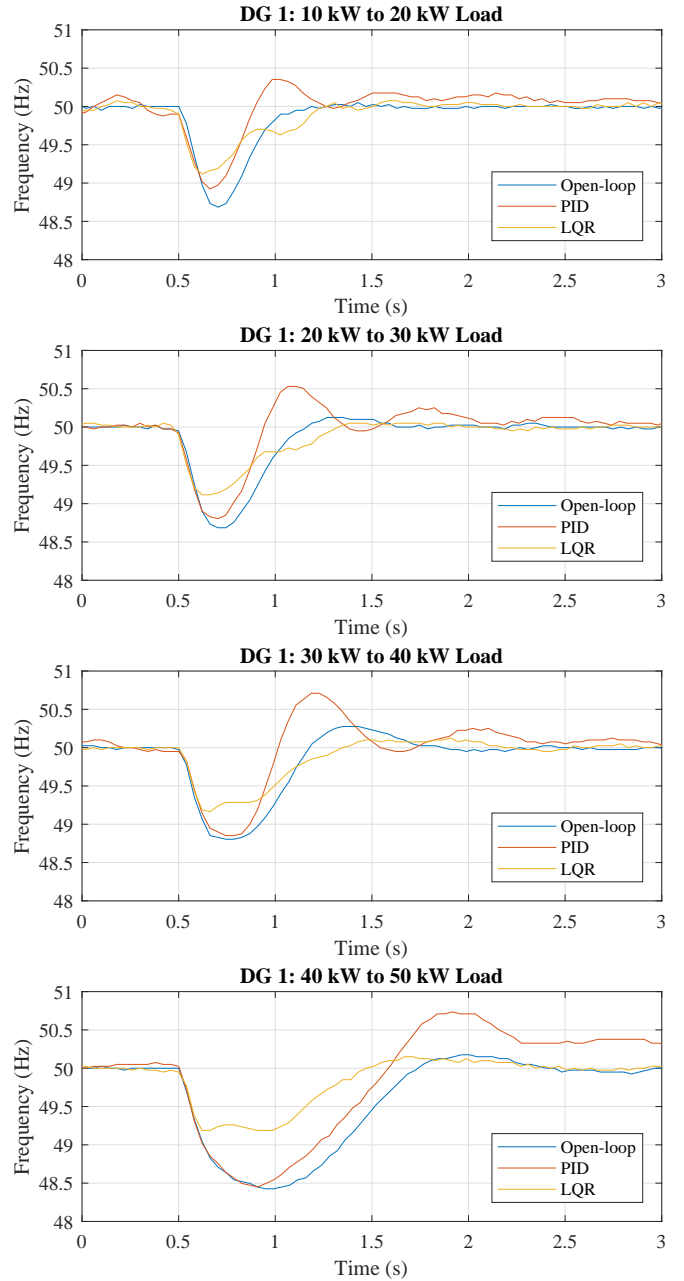 DG 1: 10 kW to 20 kW Load
51
50.5
50
49.5
49
48.5
48
Frequency (Hz)
Open-loop
PID
LQR
0 0.5 1 1.5 2 2.5 3
Time (s)
DG 1: 20 kW to 30 kW Load
51
50.5
50
49.5
49
48.5
48
Frequency (Hz)
Open-loop
PID
LQR
0 0.5 1 1.5 2 2.5 3
Time (s)
DG 1: 30 kW to 40 kW Load
51
50.5
50
49.5
49
48.5
48
Frequency (Hz)
Open-loop
PID
LQR
0 0.5 1 1.5 2 2.5 3
Time (s)
DG 1: 40 kW to 50 kW Load
51
50.5
50
49.5
49
48.5
48
Frequency (Hz)
Open-loop
PID
LQR
0 0.5 1 1.5 2 2.5 3
Time (s)